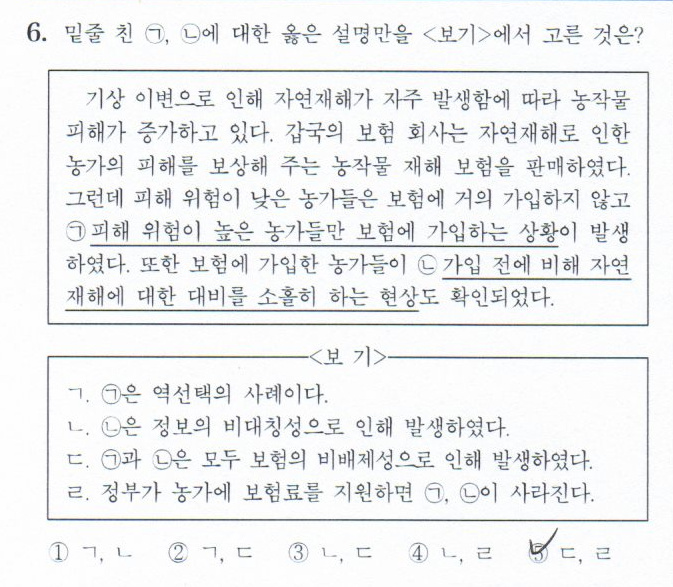 6. 밑줄 친 ㉠, ㉡에 대한 옳은 설명만을 <보기>에서 고른 것은?
기상 이변으로 인해 자연재해가 자주 발생함에 따라 농작물
피해가 증가하고 있다. 갑국의 보험 회사는 자연재해로 인한
농가의 피해를 보상해 주는 농작물 재해 보험을 판매하였다.
그런데 피해 위험이 낮은 농가들은 보험에 거의 가입하지 않고
㉠ 피해 위험이 높은 농가들만 보험에 가입하는 상황이 발생
하였다. 또한 보험에 가입한 농가들이 ㉡ 가입 전에 비해 자연
재해에 대한 대비를 소홀히 하는 현상도 확인되었다.
<보 기>
ㄱ. ㉠은 역선택의 사례이다.
ㄴ. ㉡은 정보의 비대칭성으로 인해 발생하였다.
ㄷ. ㉠과 ㉡은 모두 보험의 비배제성으로 인해 발생하였다.
ㄹ. 정부가 농가에 보험료를 지원하면 ㉠, ㉡이 사라진다.
① ㄱ, ㄴ ② ㄱ, ㄷ ③ ㄴ, ㄷ ④ ㄴ, ㄹ ⑤ ㄷ, ㄹ